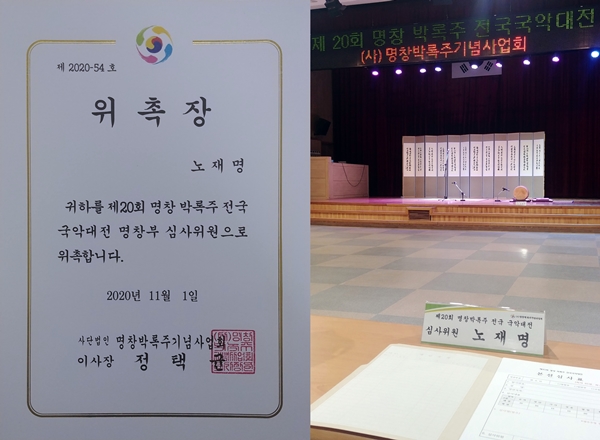 제 2020-54 호
위 촉 장
노 재 명
귀하를 제20회 명창 박록주 전국
국악대전 명창부 심사위원으로
위촉합니다.
2020년 11월 1일
사단법인 명창박록주기념사업회
이사장 정 택 균
제 20회 명창 박록주 전국국악대전
(사) 명창박록주기념사업회
제20회 명창박록주 전국 국악대전
심사위원 노 재 명